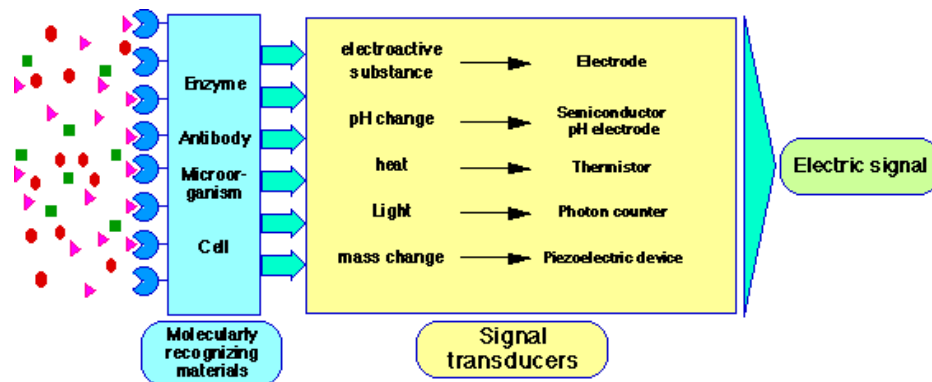 Enzyme
Antibody
Microor-
ganism
Cell
Molecularly
recognizing
materials
electroactive
substance
Electrode
pH change
Semiconductor
pH electrode
heat
Thermistor
Light
Photon counter
mass change
Piezoelectric device
Signal
transducers
Electric signal